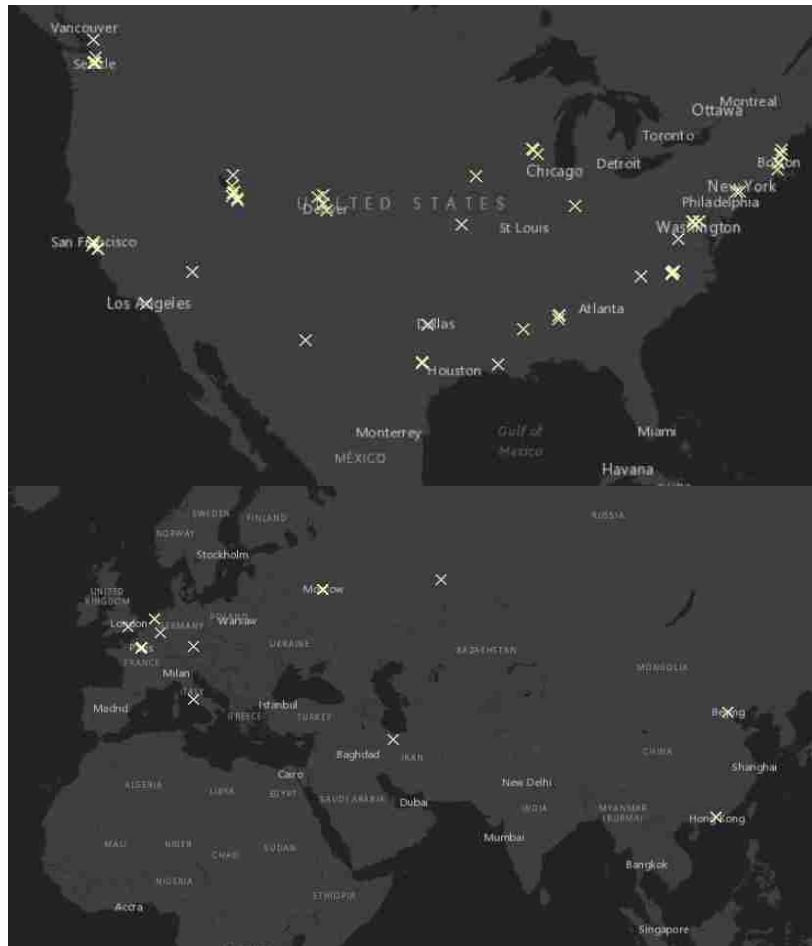 Vancouver
Seattle
Montreal
Ottawa
Toronto
Boston
Chicago
Detroit
New York
UNITED STATES
Denver
Philadelphia
St Louis
Washington
San Francisco
Los Angeles
Atlanta
Dallas
Houston
Monterrey
Gulf of
Mexico
Miami
MÉXICO
Havana
SWEDEN
FINLAND
RUSSIA
NORWAY
Stockholm
UNITED
KINGDOM
Moscow
London
GERMANY
POLAND
Warsaw
Paris
UKRAINE
KAZAKHSTAN
FRANCE
MONGOLIA
Milan
ITALY
Madrid
Istanbul
GREECE
TURKEY
Beijing
Baghdad
IRAN
CHINA
Shanghai
Cairo
ALGERIA
LIBYA
EGYPT
SAUDI ARABIA
Dubai
New Delhi
INDIA
MYANMAR
(BURMA)
Hong Kong
Mumbai
MALI
NIGER
CHAD
SUDAN
Bangkok
NIGERIA
ETHIOPIA
Accra
Singapore